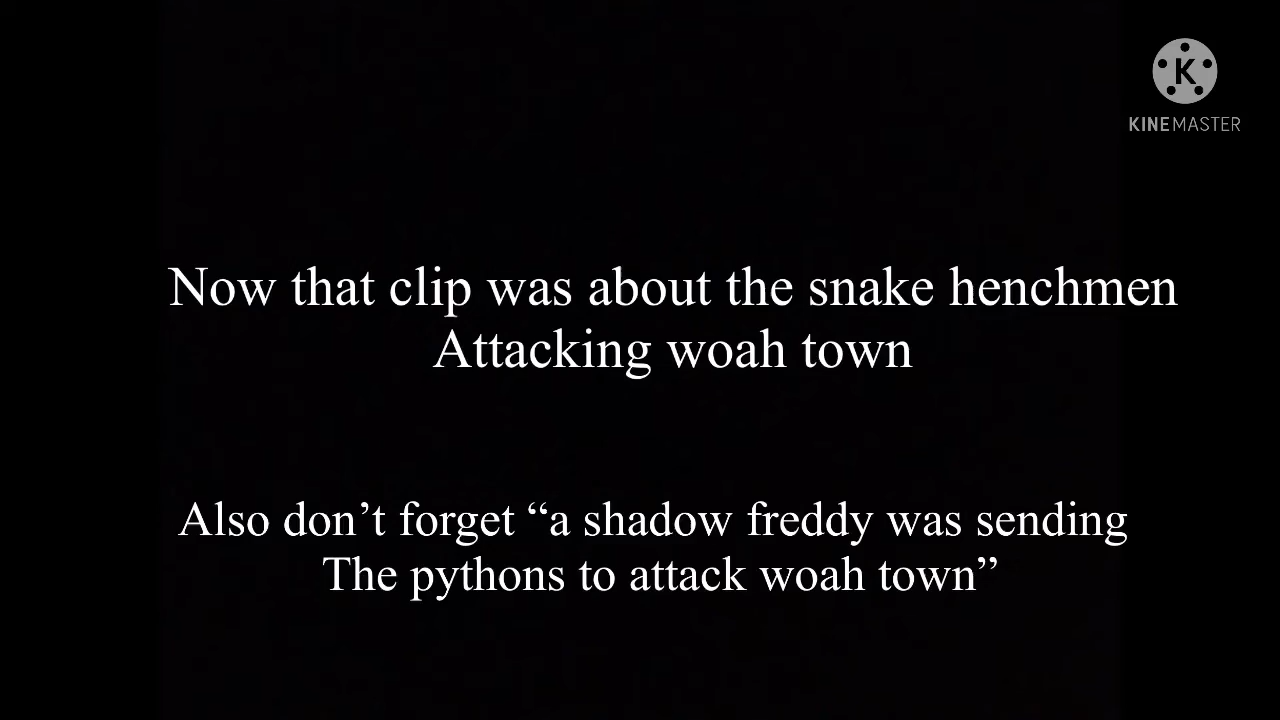 K
KINEMASTER
Now that clip was about the snake henchmen
Attacking woah town
Also don’t forget “a shadow freddy was sending
The pythons to attack woah town”